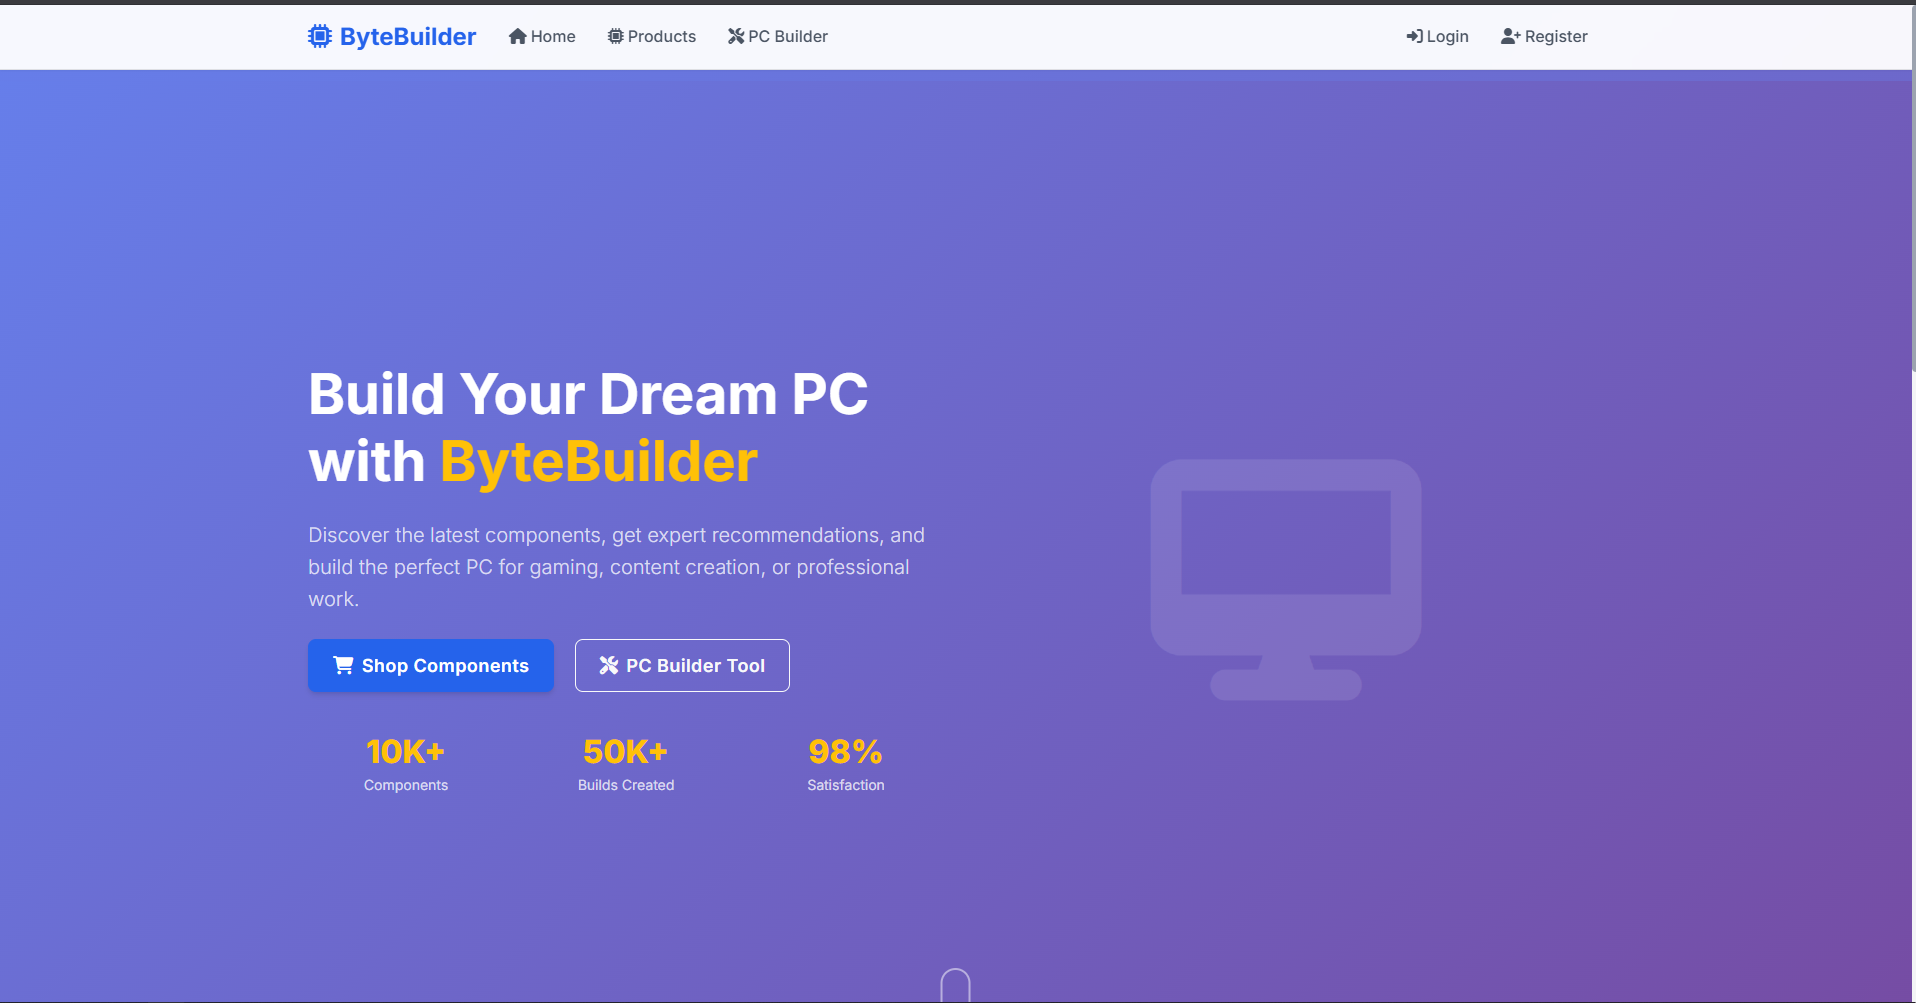 ByteBuilder Home Products PC Builder Login Register
Build Your Dream PC
with ByteBuilder
Discover the latest components, get expert recommendations, and
build the perfect PC for gaming, content creation, or professional
work.
Shop Components PC Builder Tool
10K+ 50K+ 98%
Components Builds Created Satisfaction